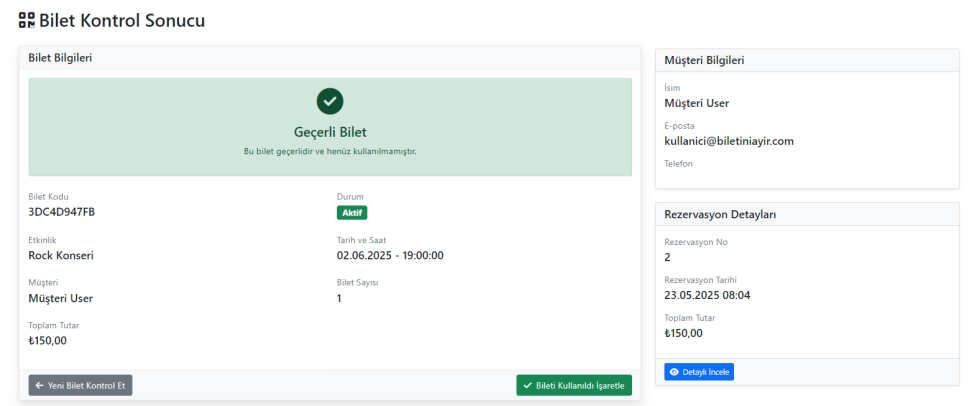 Bilet Kontrol Sonucu
Bilet Bilgileri
Geçerli Bilet
Bu bilet geçerlidir ve henüz kullanılmamıştır.
Bilet Kodu
3DC4D947FB
Durum
Aktif
Etkinlik
Rock Konseri
Tarih ve Saat
02.06.2025 - 19:00:00
Müşteri
Müşteri User
Bilet Sayısı
1
Toplam Tutar
₺150,00
← Yeni Bilet Kontrol Et
✓ Bileti Kullanıldı İşaretle
Müşteri Bilgileri
İsim
Müşteri User
E-posta
kullanici@biletiniayir.com
Telefon
Rezervasyon Detayları
Rezervasyon No
2
Rezervasyon Tarihi
23.05.2025 08:04
Toplam Tutar
₺150,00
Detaylı İncele